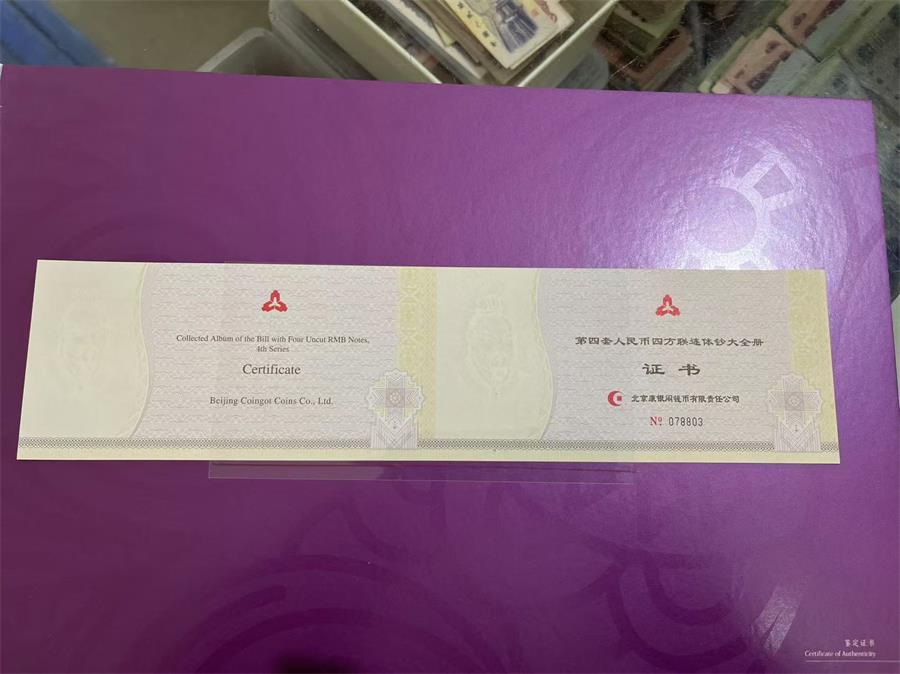 Collected Album of the Bill with Four Uncut RMB Notes,
4th Series
Certificate
Beijing Coingot Coins Co., Ltd.
第四套人民币四方联连体钞大全册
证书
北京康银阁钱币有限责任公司
Nº: 078803
鉴定证书
Certificate of Authenticity